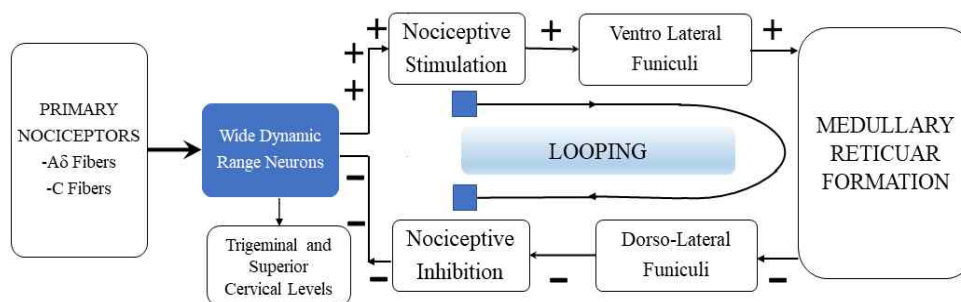 PRIMARY
NOCICEPTORS
-Aδ Fibers
-C Fibers
Wide Dynamic
Range Neurons
Trigeminal and
Superior
Cervical Levels
+
+
+
Nociceptive
Stimulation
+
Ventro Lateral
Funiculi
+
LOOPING
MEDULLARY
RETICUAR
FORMATION
−
−
−
Nociceptive
Inhibition
−
Dorso-Lateral
Funiculi
−